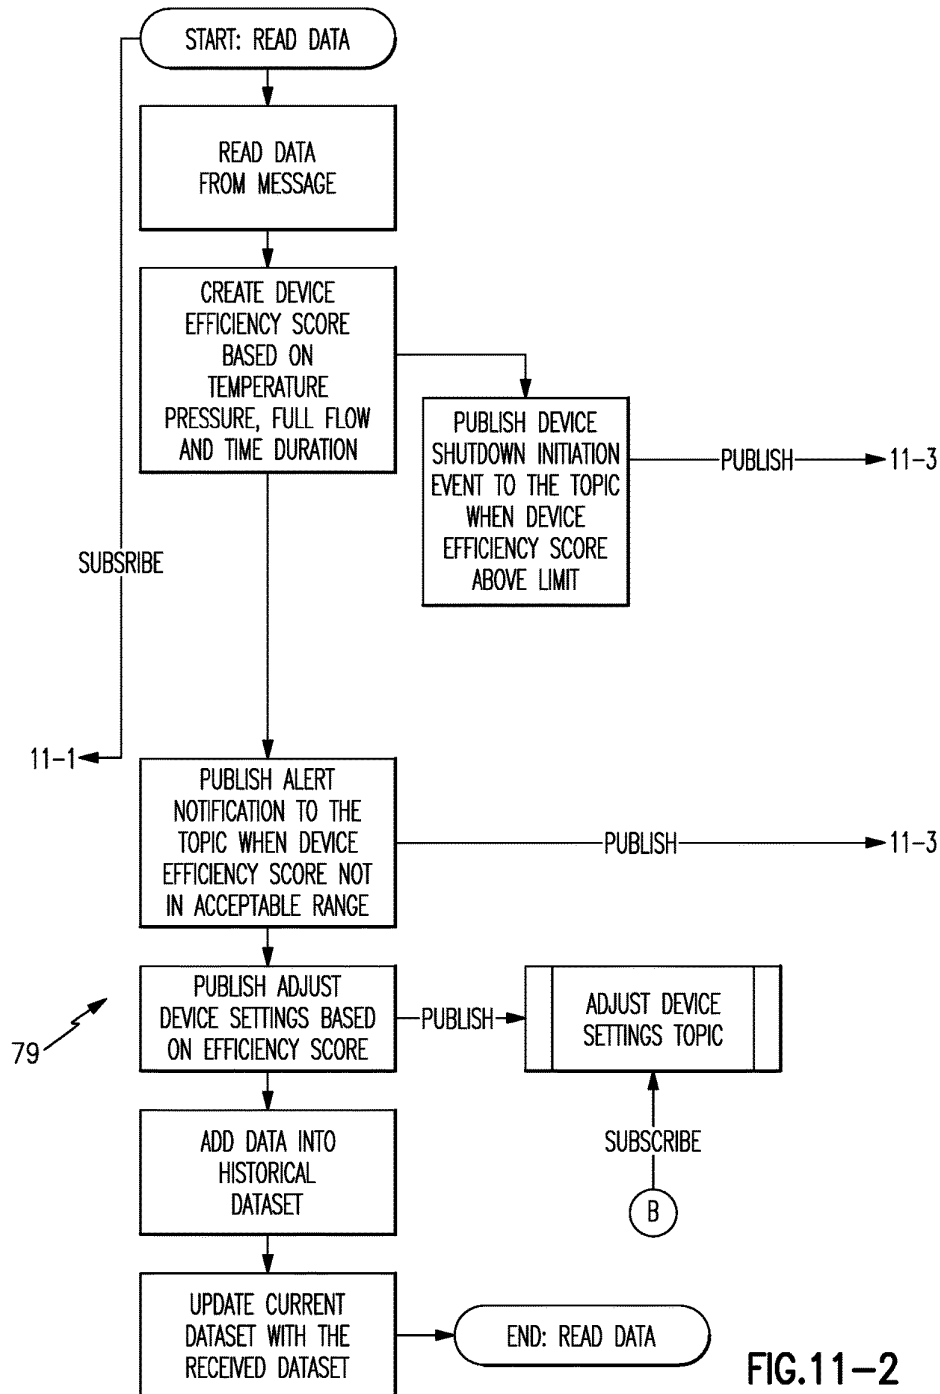 START: READ DATA
READ DATA
FROM MESSAGE
CREATE DEVICE
EFFICIENCY SCORE
BASED ON
TEMPERATURE
PRESSURE, FULL FLOW
AND TIME DURATION
PUBLISH DEVICE
SHUTDOWN INITIATION
EVENT TO THE TOPIC
WHEN DEVICE
EFFICIENCY SCORE
ABOVE LIMIT
PUBLISH
11-3
SUBSRIBE
11-1
PUBLISH ALERT
NOTIFICATION TO THE
TOPIC WHEN DEVICE
EFFICIENCY SCORE NOT
IN ACCEPTABLE RANGE
PUBLISH
11-3
79
PUBLISH ADJUST
DEVICE SETTINGS BASED
ON EFFICIENCY SCORE
PUBLISH
ADJUST DEVICE
SETTINGS TOPIC
SUBSCRIBE
B
ADD DATA INTO
HISTORICAL
DATASET
UPDATE CURRENT
DATASET WITH THE
RECEIVED DATASET
END: READ DATA
FIG.11-2